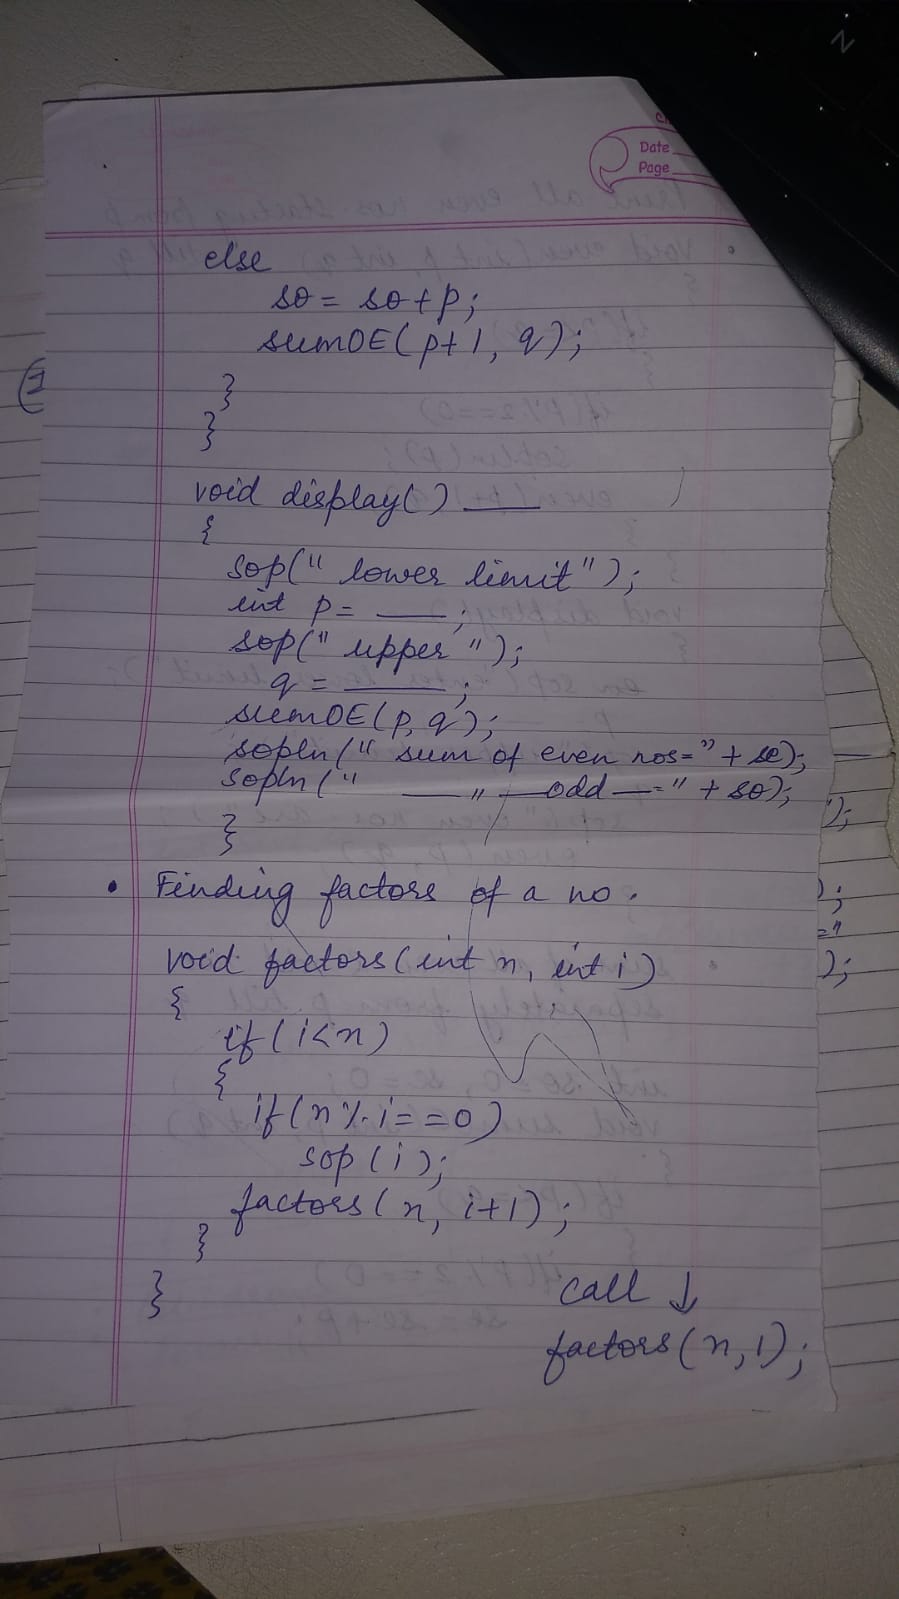 Date
Page
else
so = so+p;
sumOE(p+1, q);
}
}
void display() ____
{
sop(" lower limit");
int p = ____;
sop(" upper ");
q = ____;
sumOE(p, q);
sopln(" sum of even nos=" + se);
sopln(" —"— odd —=" + so);
}
• Finding factors of a no.
void factors(int n, int i)
{
if(i<n)
{
if(n%i==0)
sop(i);
factors(n, i+1);
}
}
call ↓
factors(n,1);